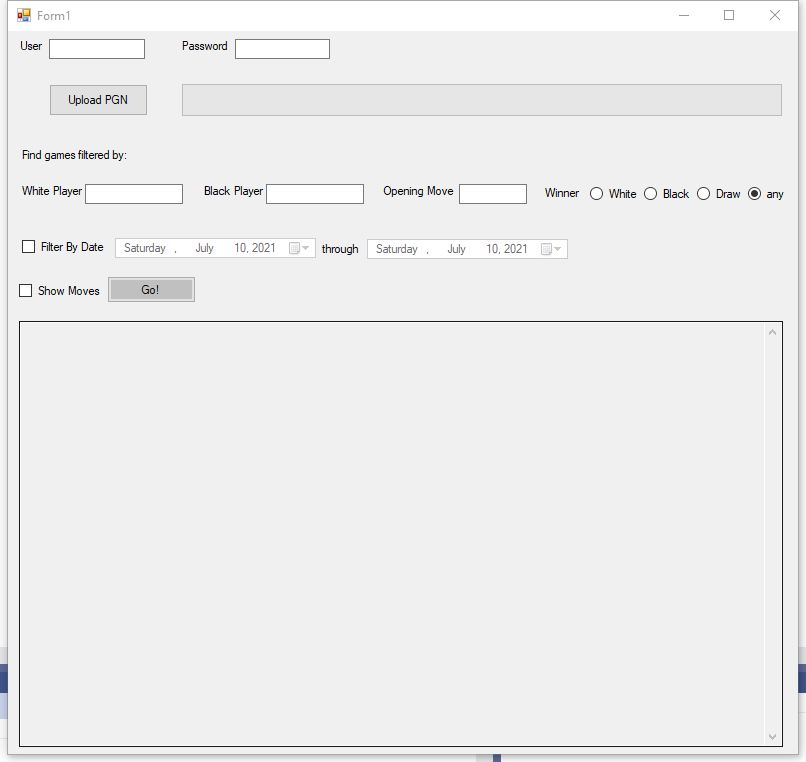 Form1
User Password
Upload PGN
Find games filtered by:
White Player Black Player Opening Move Winner White Black Draw any
Filter By Date Saturday , July 10, 2021 through Saturday , July 10, 2021
Show Moves Go!